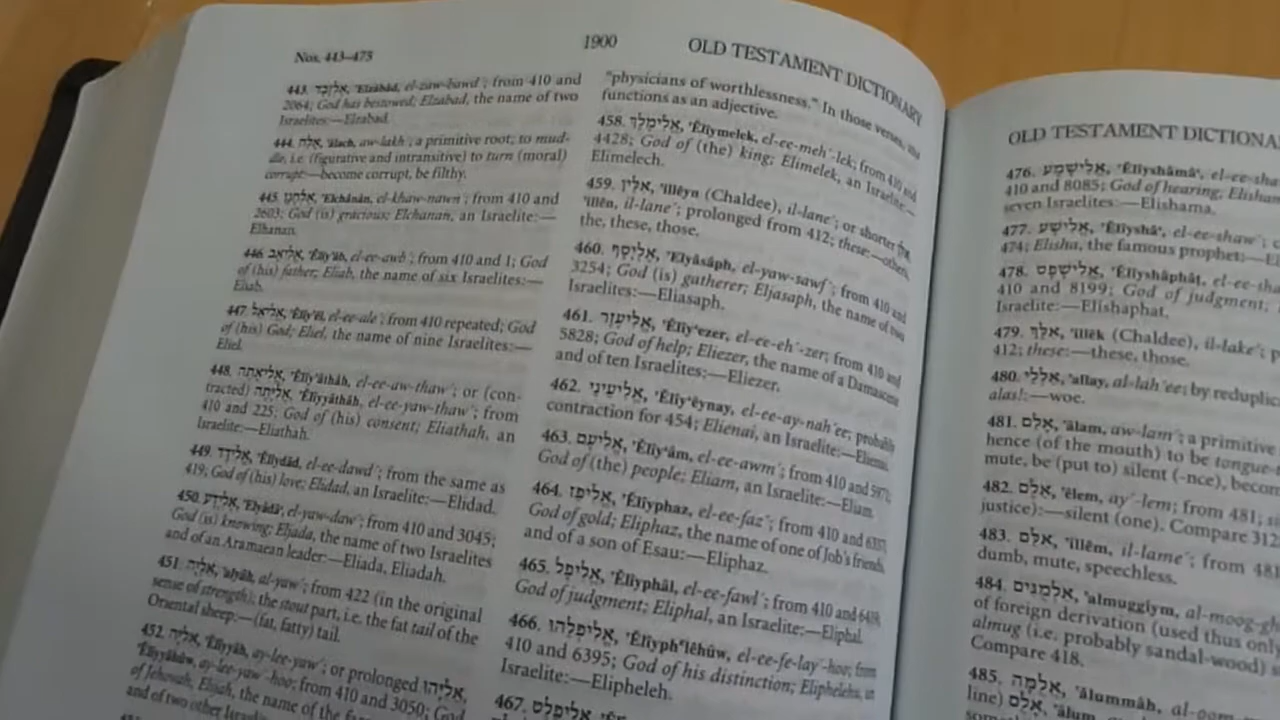 Nos. 443–475
1900
OLD TESTAMENT DICTIONARY
443. אֶלְזָבָד, 'Elzâbâd, el-zaw-bawd´; from 410 and
2064; God has bestowed; Elzabad, the name of two
Israelites:—Elzabad.
444. אָלַח, 'âlach, aw-lakh´; a primitive root; to mud-
dle, i.e. (figurative and intransitive) to turn (moral)
corrupt:—become corrupt, be filthy.
445. אֶלְחָנָן, 'Elchânân, el-khaw-nawn´; from 410 and
2603; God (is) gracious; Elchanan, an Israelite:—
Elhanan.
446. אֱלִיאָב, 'Ĕlîy'âb, el-ee-awb´; from 410 and 1; God
of (his) father; Eliab, the name of six Israelites:—
Eliab.
447. אֱלִיאֵל, 'Ĕlîy'êl, el-ee-ale´; from 410 repeated; God
of (his) God; Eliel, the name of nine Israelites:—
Eliel.
448. אֱלִיאָתָה, 'Ĕlîy'âthâh, el-ee-aw-thaw´; or (con-
tracted) אֱלִיָּתָה, 'Ĕlîyyâthâh, el-ee-yaw-thaw´; from
410 and 225; God of (his) consent; Eliathah, an
Israelite:—Eliathah.
449. אֱלִידָד, 'Ĕlîydâd, el-ee-dawd´; from the same as
419; God of (his) love; Elidad, an Israelite:—Elidad.
450. אֶלְיָדָע, 'Elyâdâ', el-yaw-daw´; from 410 and 3045;
God (is) knowing; Eljada, the name of two Israelites
and of an Aramaean leader:—Eliada, Eliadah.
451. אַלְיָה, 'alyâh, al-yaw´; from 422 (in the original
sense of strength); the stout part, i.e. the fat tail of the
Oriental sheep:—(fat, fatty) tail.
452. אֵלִיָּה, 'Êlîyyâh, ay-lee-yaw´; or prolonged אֵלִיָּהוּ,
'Êlîyyâhûw, ay-lee-yaw´-hoo; from 410 and 3050; God
of Jehovah; Elijah, the name of the
and of two other
"physicians of worthlessness." In those verses, the
functions as an adjective.
458. אֱלִימֶלֶךְ, 'Ĕlîymelek, el-ee-meh´-lek; from 410 and
4428; God of (the) king; Elimelek, an Israelite:—
Elimelech.
459. אִלֵּין, 'illêyn (Chaldee), il-lane´; or shorter אִלֵּן,
'illên, il-lane´; prolonged from 412; these:—
the, these, those.
460. אֶלְיָסָף, 'Elyâsâph, el-yaw-sawf´; from 410 and
3254; God (is) gatherer; Eljasaph, the name of two
Israelites:—Eliasaph.
461. אֱלִיעֶזֶר, 'Ĕlîy'ezer, el-ee-eh´-zer; from 410 and
5828; God of help; Eliezer, the name of a Damascene
and of ten Israelites:—Eliezer.
462. אֱלִיעֵינַי, 'Ĕlîy'êynay, el-ee-ay-nah´ee; probably
contraction for 454; Elienai, an Israelite:—Elienai.
463. אֱלִיעָם, 'Ĕlîy'âm, el-ee-awm´; from 410 and 5971;
God of (the) people; Eliam, an Israelite:—Eliam.
464. אֱלִיפַז, 'Ĕlîyphaz, el-ee-faz´; from 410 and 6337;
God of gold; Eliphaz, the name of one of Job's friends,
and of a son of Esau:—Eliphaz.
465. אֱלִיפָל, 'Ĕlîyphâl, el-ee-fawl´; from 410 and 6419;
God of judgment; Eliphal, an Israelite:—Eliphal.
466. אֱלִיפְלֵהוּ, 'Ĕlîyphᵉlêhûw, el-ee-fe-lay´-hoo; from
410 and 6395; God of his distinction; Eliphelehu, an
Israelite:—Elipheleh.
467. אֱלִיפֶלֶט
OLD TESTAMENT
476. אֱלִישָׁמָע, 'Ĕlîyshâmâ',
410 and 8085; God of hearing;
seven Israelites:—Elishama.
477. אֱלִישָׁע, 'Ĕlîyshâ', el-ee-shaw´;
474; Elisha, the famous prophet:—
478. אֱלִישָׁפָט, 'Ĕlîyshâphâṭ,
410 and 8199; God of judgment;
Israelite:—Elishaphat.
479. אִלֵּךְ, 'illêk (Chaldee), il-lake´;
412; these:—these, those.
480. אַלְלַי, 'allay, al-lah´ee; by
alas!:—woe.
481. אָלַם, 'âlam, aw-lam´; a primitive
hence (of the mouth) to be
mute, be (put to) silent (-nce),
482. אֵלֶם, 'êlem, ay´-lem; from 481;
justice):—silent (one). Compare
483. אִלֵּם, 'illêm, il-lame´; from
dumb, mute, speechless.
484. אַלְמֻגִּים, 'almuggîym,
of foreign derivation (used thus only
almug (i.e. probably sandal-wood)
Compare 418.
485. אֲלֻמָּה, 'ălummâh,
line) אָלֻם,